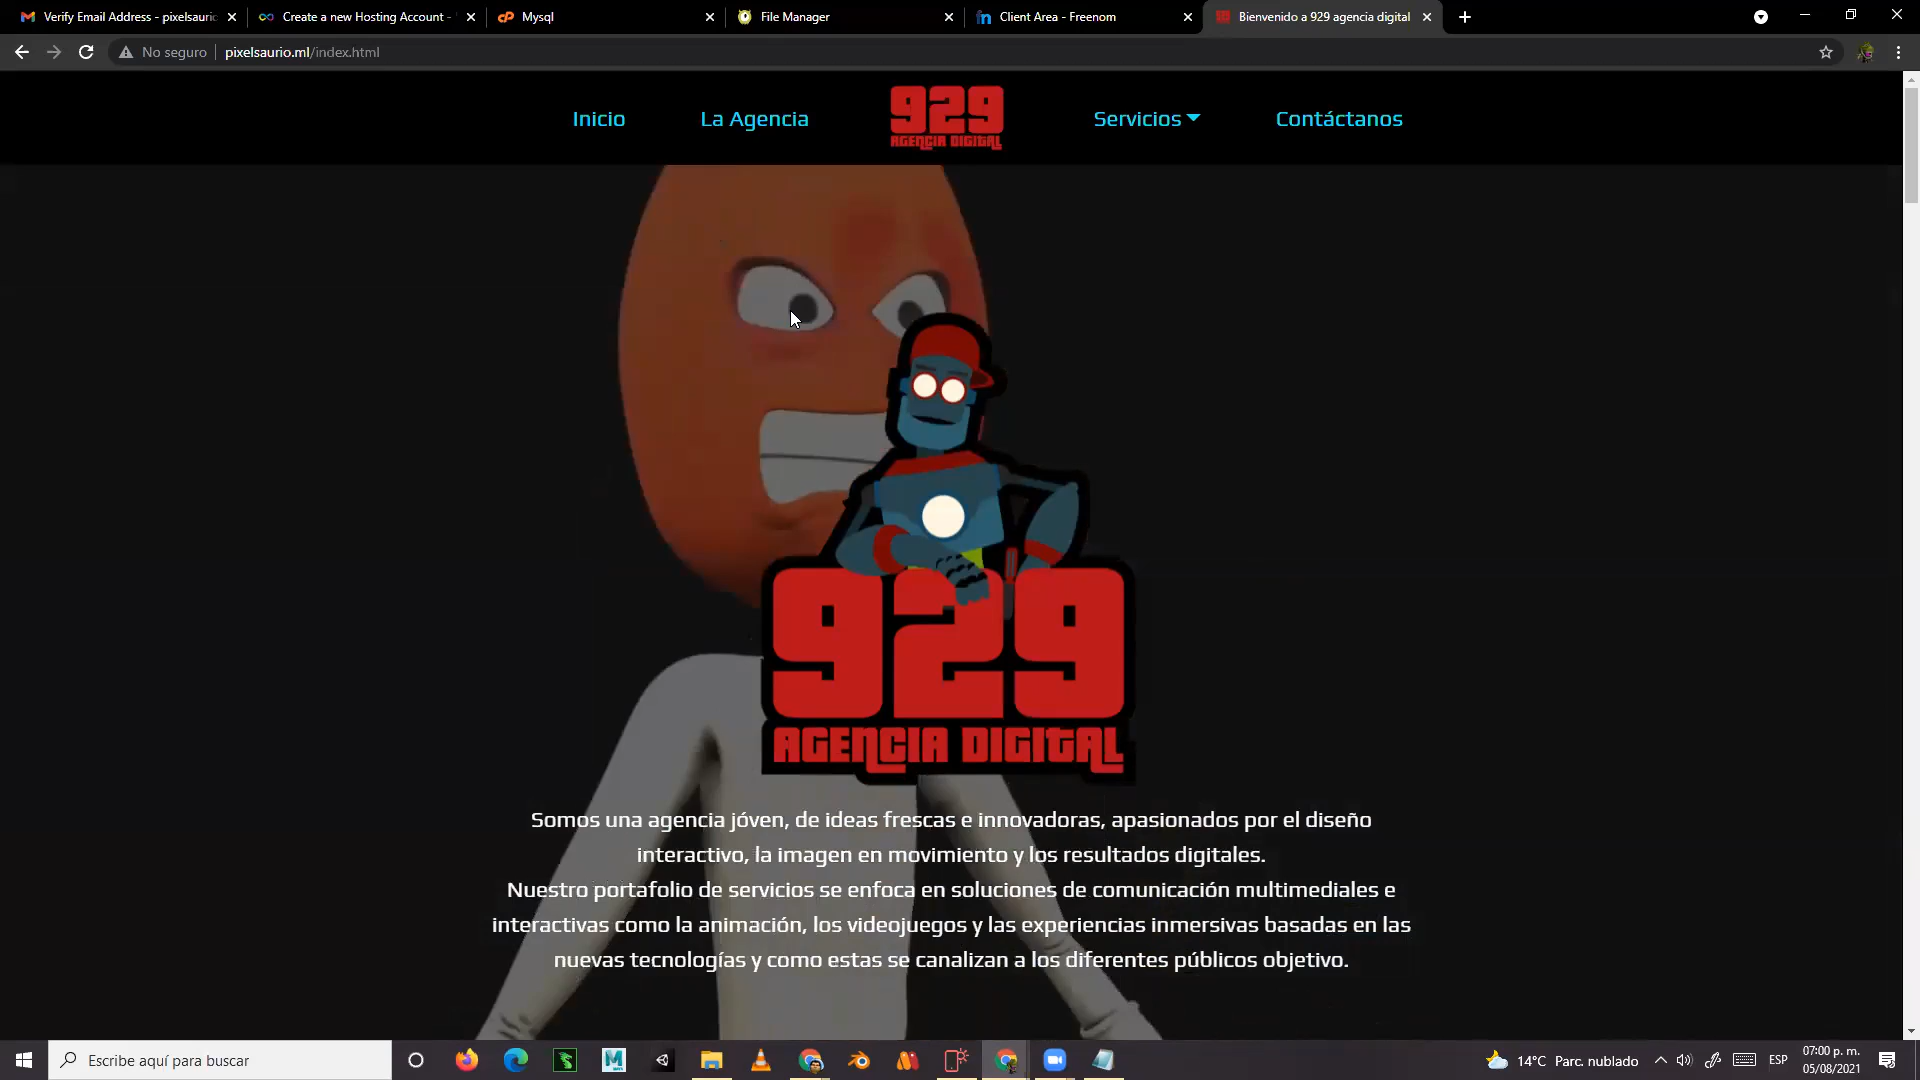 Verify Email Address - pixelsauri
Create a new Hosting Account -
Mysql
File Manager
Client Area - Freenom
Bienvenido a 929 agencia digital
No seguro
pixelsaurio.ml/index.html
Inicio
La Agencia
929
AGENCIA DIGITAL
Servicios
Contáctanos
929
AGENCIA DIGITAL
Somos una agencia jóven, de ideas frescas e innovadoras, apasionados por el diseño
interactivo, la imagen en movimiento y los resultados digitales.
Nuestro portafolio de servicios se enfoca en soluciones de comunicación multimediales e
interactivas como la animación, los videojuegos y las experiencias inmersivas basadas en las
nuevas tecnologías y como estas se canalizan a los diferentes públicos objetivo.
Escribe aquí para buscar
14°C Parc. nublado
ESP
07:00 p. m.
05/08/2021